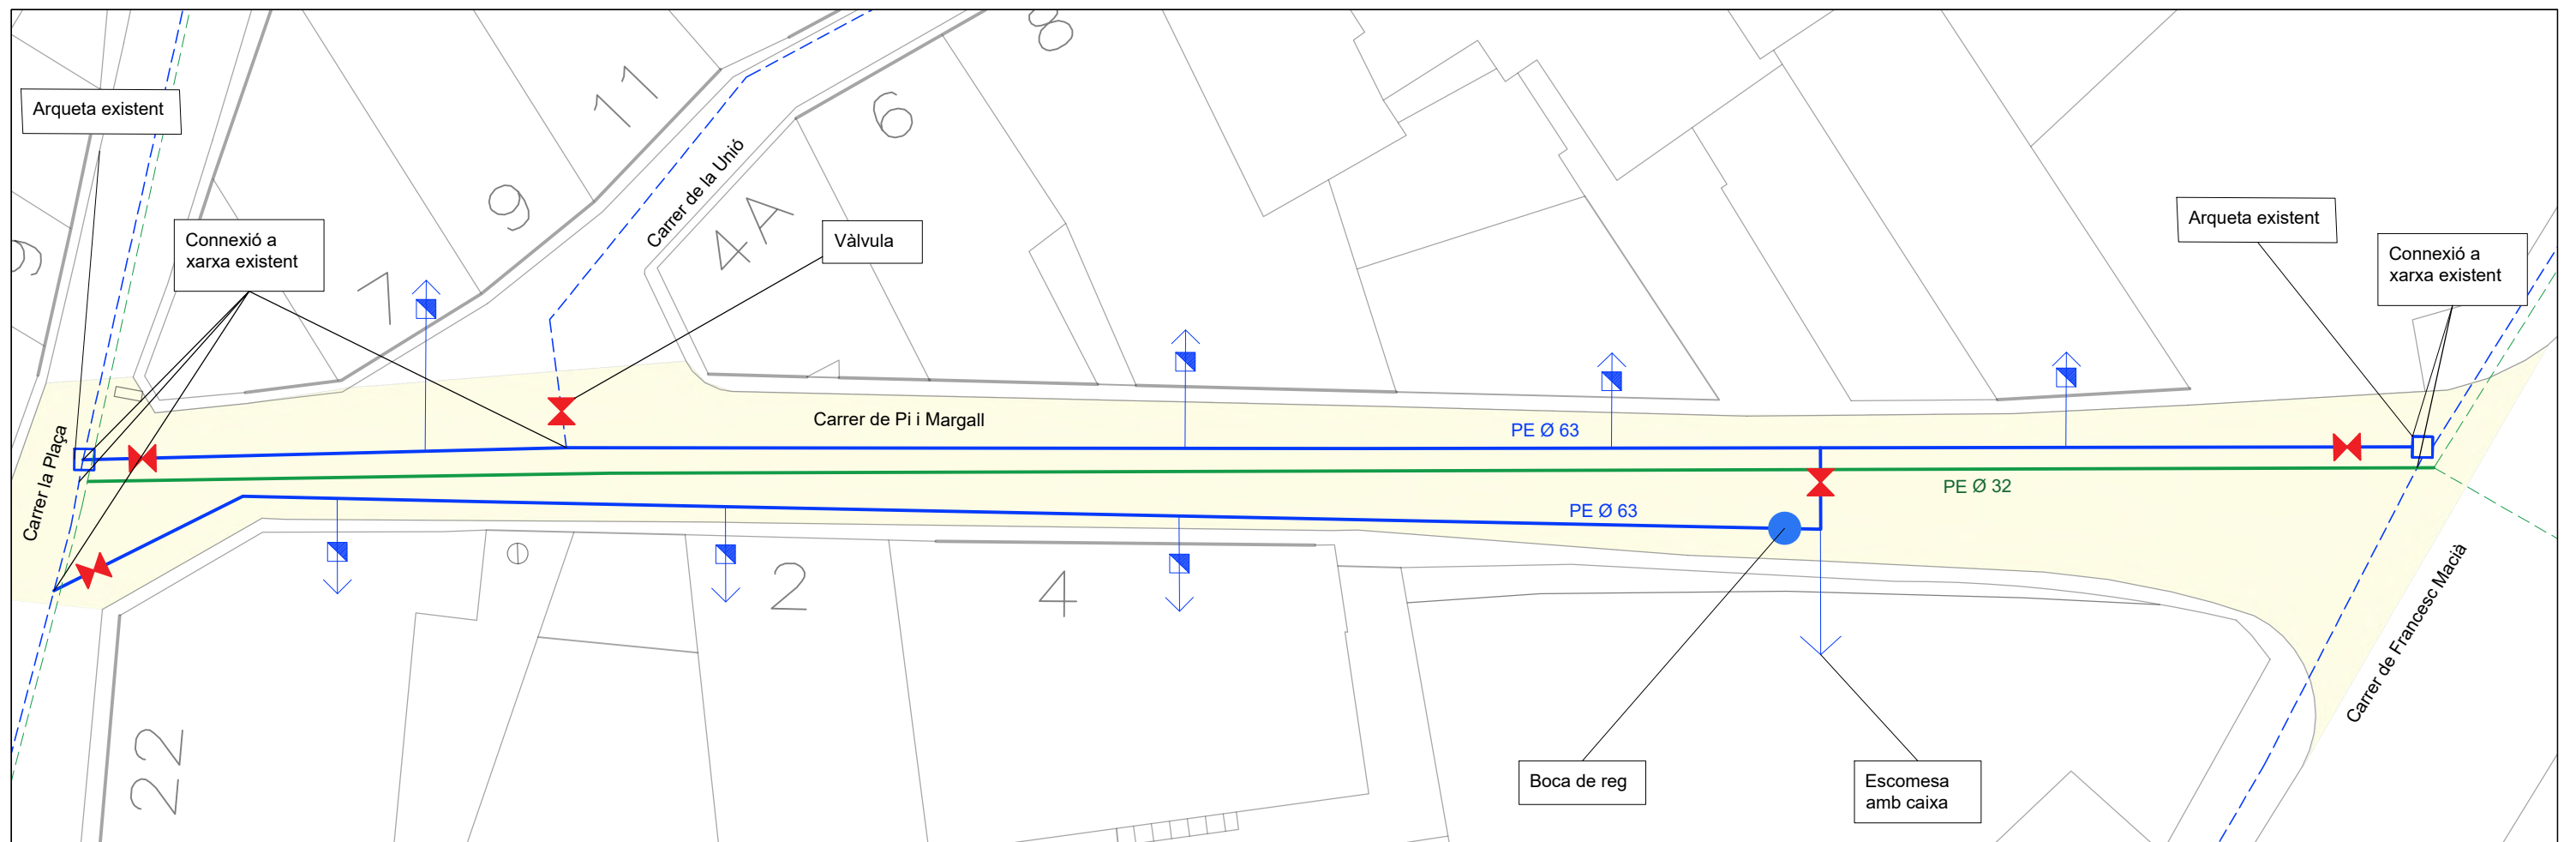 8
11
6
Arqueta existent
Carrer de la Unió
9
4A
Arqueta existent
Connexió a
xarxa existent
Vàlvula
Connexió a
xarxa existent
9
7
Carrer de Pi i Margall
PE Ø 63
Carrer la Plaça
PE Ø 32
PE Ø 63
2
4
Carrer de Francesc Macià
22
Boca de reg
Escomesa
amb caixa